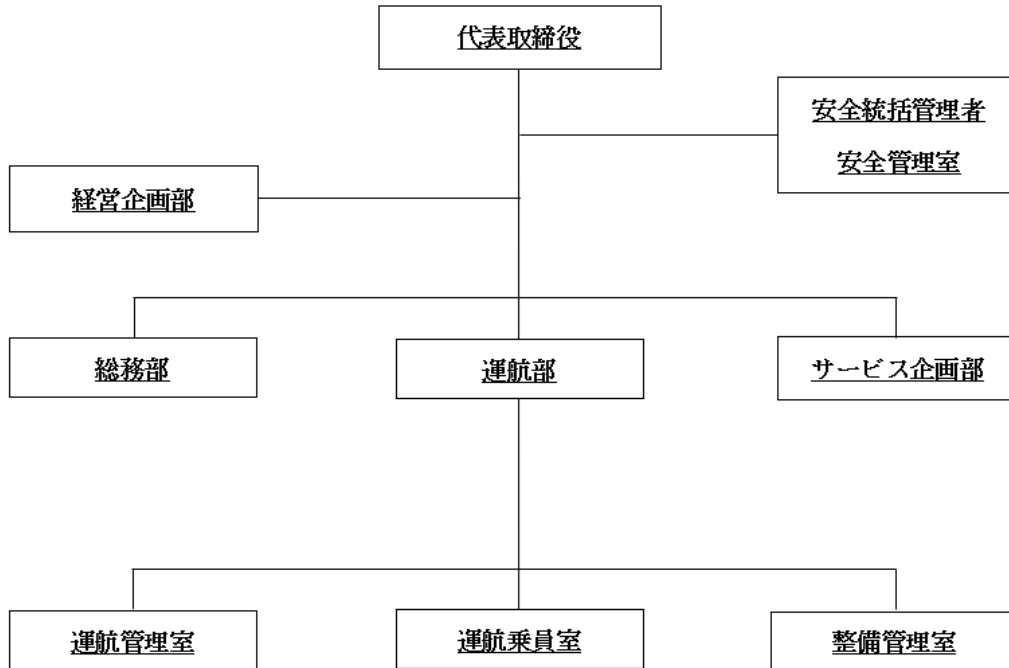 代表取締役
安全統括管理者
安全管理室
経営企画部
総務部
運航部
サービス企画部
運航管理室
運航乗員室
整備管理室